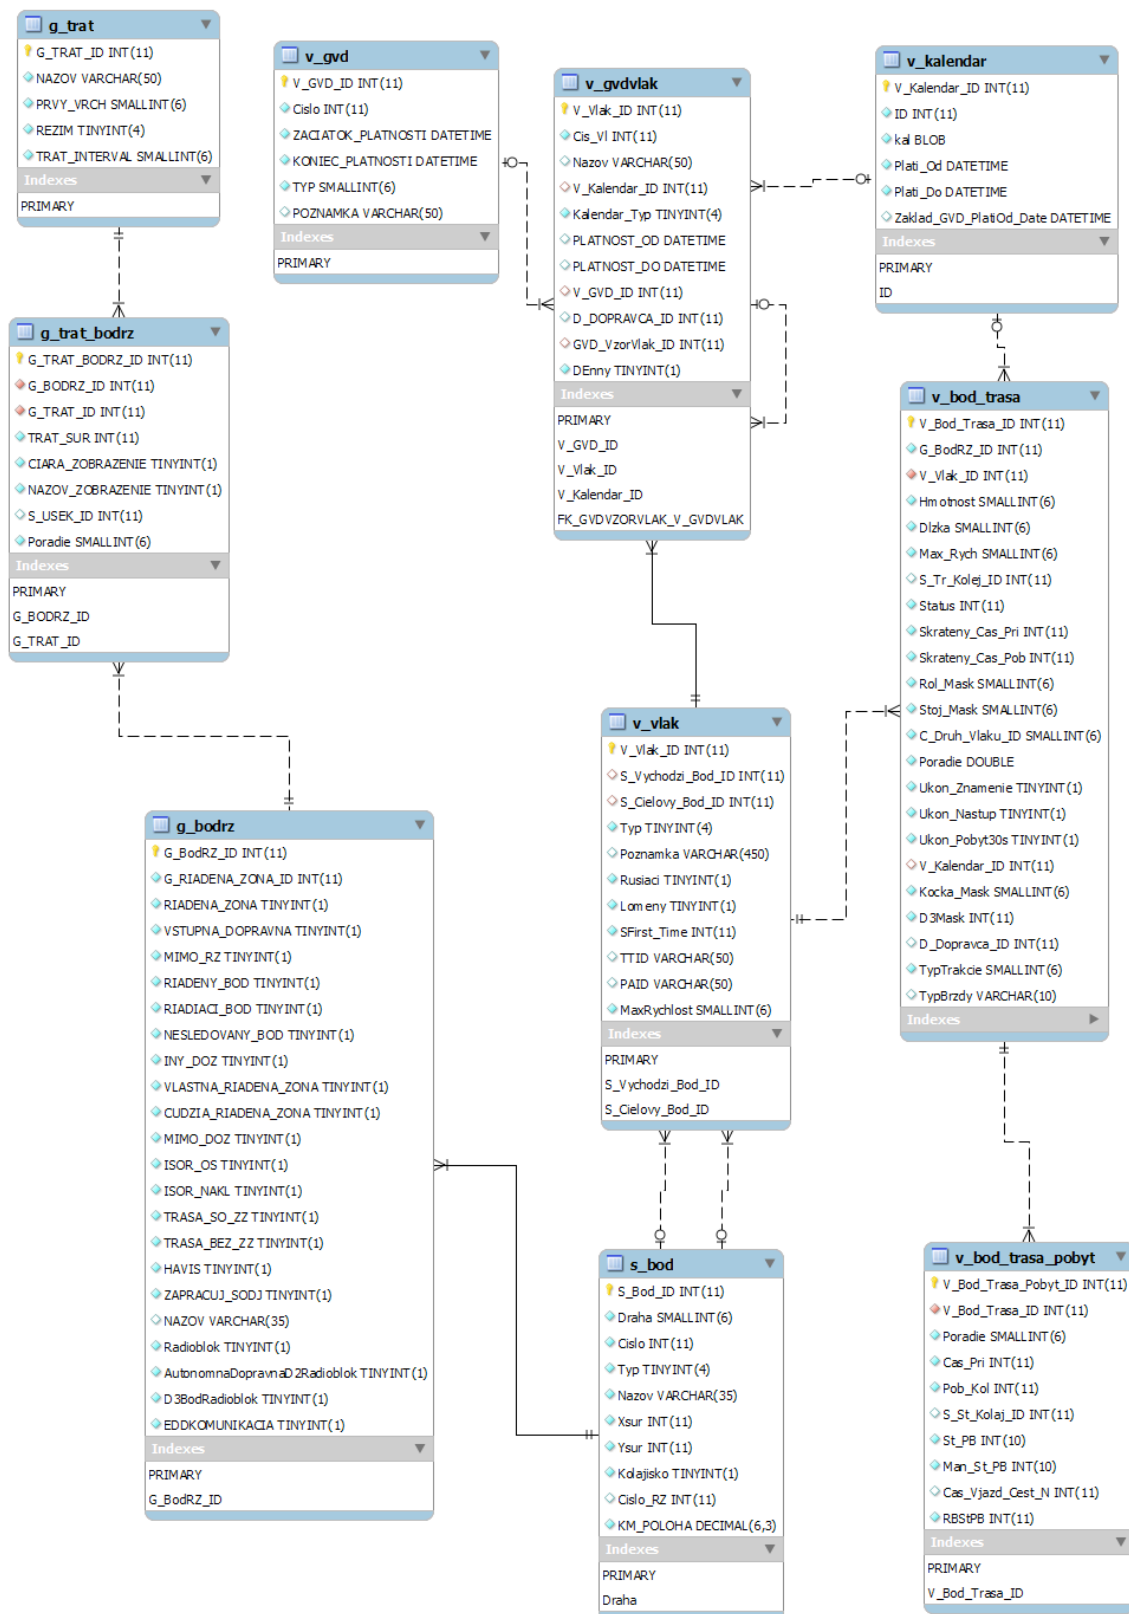 g_trat
G_TRAT_ID INT(11)
NAZOV VARCHAR(50)
PRVY_VRCH SMALLINT(6)
REZIM TINYINT(4)
TRAT_INTERVAL SMALLINT(6)
Indexes
PRIMARY
v_gvd
V_GVD_ID INT(11)
Cislo INT(11)
ZACIATOK_PLATNOSTI DATETIME
KONIEC_PLATNOSTI DATETIME
TYP SMALLINT(6)
POZNAMKA VARCHAR(50)
Indexes
PRIMARY
v_gvdvlak
V_Vlak_ID INT(11)
Cis_Vl INT(11)
Nazov VARCHAR(50)
V_Kalendar_ID INT(11)
Kalendar_Typ TINYINT(4)
PLATNOST_OD DATETIME
PLATNOST_DO DATETIME
V_GVD_ID INT(11)
D_DOPRAVCA_ID INT(11)
GVD_VzorVlak_ID INT(11)
DEnny TINYINT(1)
Indexes
PRIMARY
V_GVD_ID
V_Vlak_ID
V_Kalendar_ID
FK_GVDVZORVLAK_V_GVDVLAK
v_kalendar
V_Kalendar_ID INT(11)
ID INT(11)
kal BLOB
Plati_Od DATETIME
Plati_Do DATETIME
Zaklad_GVD_PlatiOd_Date DATETIME
Indexes
PRIMARY
ID
g_trat_bodrz
G_TRAT_BODRZ_ID INT(11)
G_BODRZ_ID INT(11)
G_TRAT_ID INT(11)
TRAT_SUR INT(11)
CIARA_ZOBRAZENIE TINYINT(1)
NAZOV_ZOBRAZENIE TINYINT(1)
S_USEK_ID INT(11)
Poradie SMALLINT(6)
Indexes
PRIMARY
G_BODRZ_ID
G_TRAT_ID
v_bod_trasa
V_Bod_Trasa_ID INT(11)
G_BodRZ_ID INT(11)
V_Vlak_ID INT(11)
Hmotnost SMALLINT(6)
Dlzka SMALLINT(6)
Max_Rych SMALLINT(6)
S_Tr_Kolej_ID INT(11)
Status INT(11)
Skrateny_Cas_Pri INT(11)
Skrateny_Cas_Pob INT(11)
Rol_Mask SMALLINT(6)
Stoj_Mask SMALLINT(6)
C_Druh_Vlaku_ID SMALLINT(6)
Poradie DOUBLE
Ukon_Znamenie TINYINT(1)
Ukon_Nastup TINYINT(1)
Ukon_Pobyt30s TINYINT(1)
V_Kalendar_ID INT(11)
Kocka_Mask SMALLINT(6)
D3Mask INT(11)
D_Dopravca_ID INT(11)
TypTrakcie SMALLINT(6)
TypBrzdy VARCHAR(10)
Indexes
v_vlak
V_Vlak_ID INT(11)
S_Vychodzi_Bod_ID INT(11)
S_Cielovy_Bod_ID INT(11)
Typ TINYINT(4)
Poznamka VARCHAR(450)
Rusiaci TINYINT(1)
Lomeny TINYINT(1)
SFirst_Time INT(11)
TTID VARCHAR(50)
PAID VARCHAR(50)
MaxRychlost SMALLINT(6)
Indexes
PRIMARY
S_Vychodzi_Bod_ID
S_Cielovy_Bod_ID
g_bodrz
G_BodRZ_ID INT(11)
G_RIADENA_ZONA_ID INT(11)
RIADENA_ZONA TINYINT(1)
VSTUPNA_DOPRAVNA TINYINT(1)
MIMO_RZ TINYINT(1)
RIADENY_BOD TINYINT(1)
RIADIACI_BOD TINYINT(1)
NESLEDOVANY_BOD TINYINT(1)
INY_DOZ TINYINT(1)
VLASTNA_RIADENA_ZONA TINYINT(1)
CUDZIA_RIADENA_ZONA TINYINT(1)
MIMO_DOZ TINYINT(1)
ISOR_OS TINYINT(1)
ISOR_NAKL TINYINT(1)
TRASA_SO_ZZ TINYINT(1)
TRASA_BEZ_ZZ TINYINT(1)
HAVIS TINYINT(1)
ZAPRACUJ_SODJ TINYINT(1)
NAZOV VARCHAR(35)
Radioblok TINYINT(1)
AutonomnaDopravnaD2Radioblok TINYINT(1)
D3BodRadioblok TINYINT(1)
EDDKOMUNIKACIA TINYINT(1)
Indexes
PRIMARY
G_BodRZ_ID
s_bod
S_Bod_ID INT(11)
Draha SMALLINT(6)
Cislo INT(11)
Typ TINYINT(4)
Nazov VARCHAR(35)
Xsur INT(11)
Ysur INT(11)
Kolajisko TINYINT(1)
Cislo_RZ INT(11)
KM_POLOHA DECIMAL(6,3)
Indexes
PRIMARY
Draha
v_bod_trasa_pobyt
V_Bod_Trasa_Pobyt_ID INT(11)
V_Bod_Trasa_ID INT(11)
Poradie SMALLINT(6)
Cas_Pri INT(11)
Pob_Kol INT(11)
S_St_Kolaj_ID INT(11)
St_PB INT(10)
Man_St_PB INT(10)
Cas_Vjazd_Cest_N INT(11)
RBStPB INT(11)
Indexes
PRIMARY
V_Bod_Trasa_ID